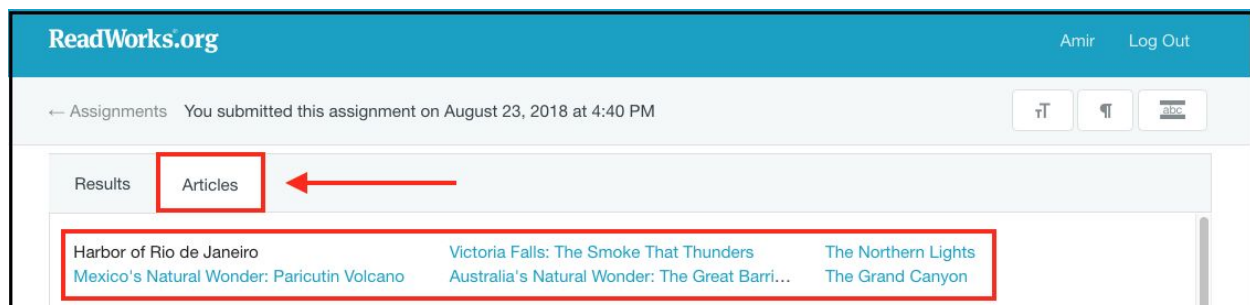 ReadWorks.org
Amir Log Out
← Assignments You submitted this assignment on August 23, 2018 at 4:40 PM
тT ¶ abc
Results Articles
Harbor of Rio de Janeiro Victoria Falls: The Smoke That Thunders The Northern Lights
Mexico's Natural Wonder: Paricutin Volcano Australia's Natural Wonder: The Great Barri... The Grand Canyon